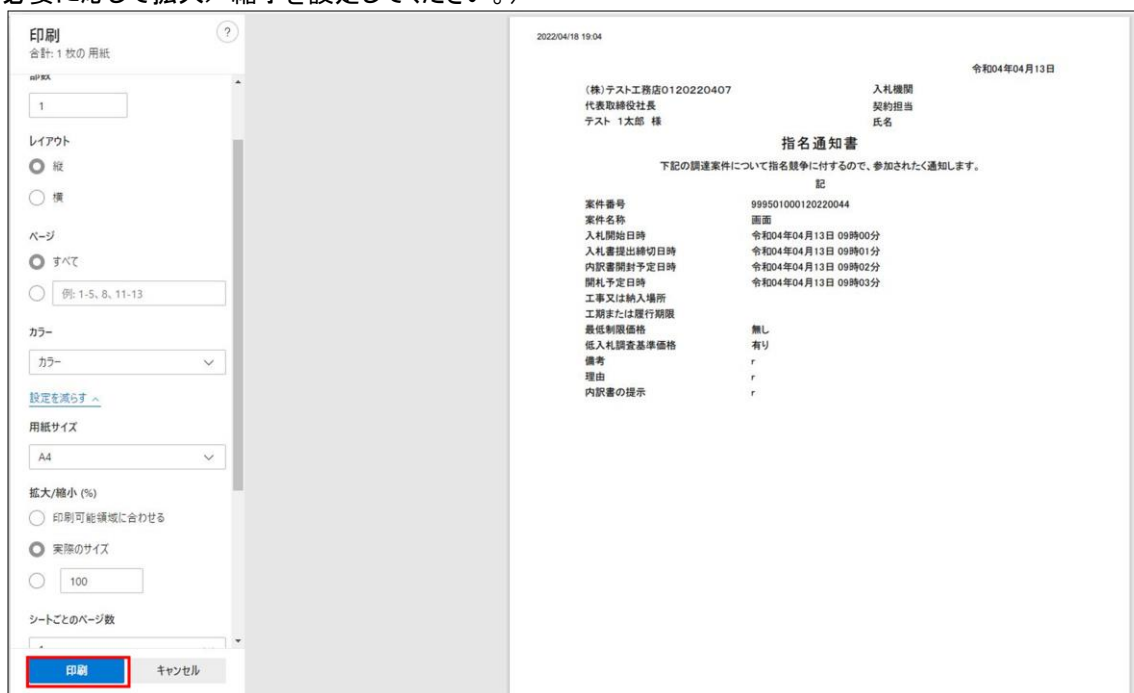 必要に応じて拡大/縮小を設定してください。)
印刷
?
合計: 1 枚の 用紙
部数
1
レイアウト
縦
横
ページ
すべて
例: 1-5、8、11-13
カラー
カラー
設定を減らす
用紙サイズ
A4
拡大/縮小 (%)
印刷可能領域に合わせる
実際のサイズ
100
シートごとのページ数
印刷
キャンセル
2022/04/18 19:04
令和04年04月13日
(株)テスト工務店0120220407 入札機関
代表取締役社長 契約担当
テスト 1太郎 様 氏名
指名通知書
下記の調達案件について指名競争に付するので、参加されたく通知します。
記
案件番号 999501000120220044
案件名称 画面
入札開始日時 令和04年04月13日 09時00分
入札書提出締切日時 令和04年04月13日 09時01分
内訳書開封予定日時 令和04年04月13日 09時02分
開札予定日時 令和04年04月13日 09時03分
工事又は納入場所
工期または履行期限
最低制限価格 無し
低入札調査基準価格 有り
備考 r
理由 r
内訳書の提示 r